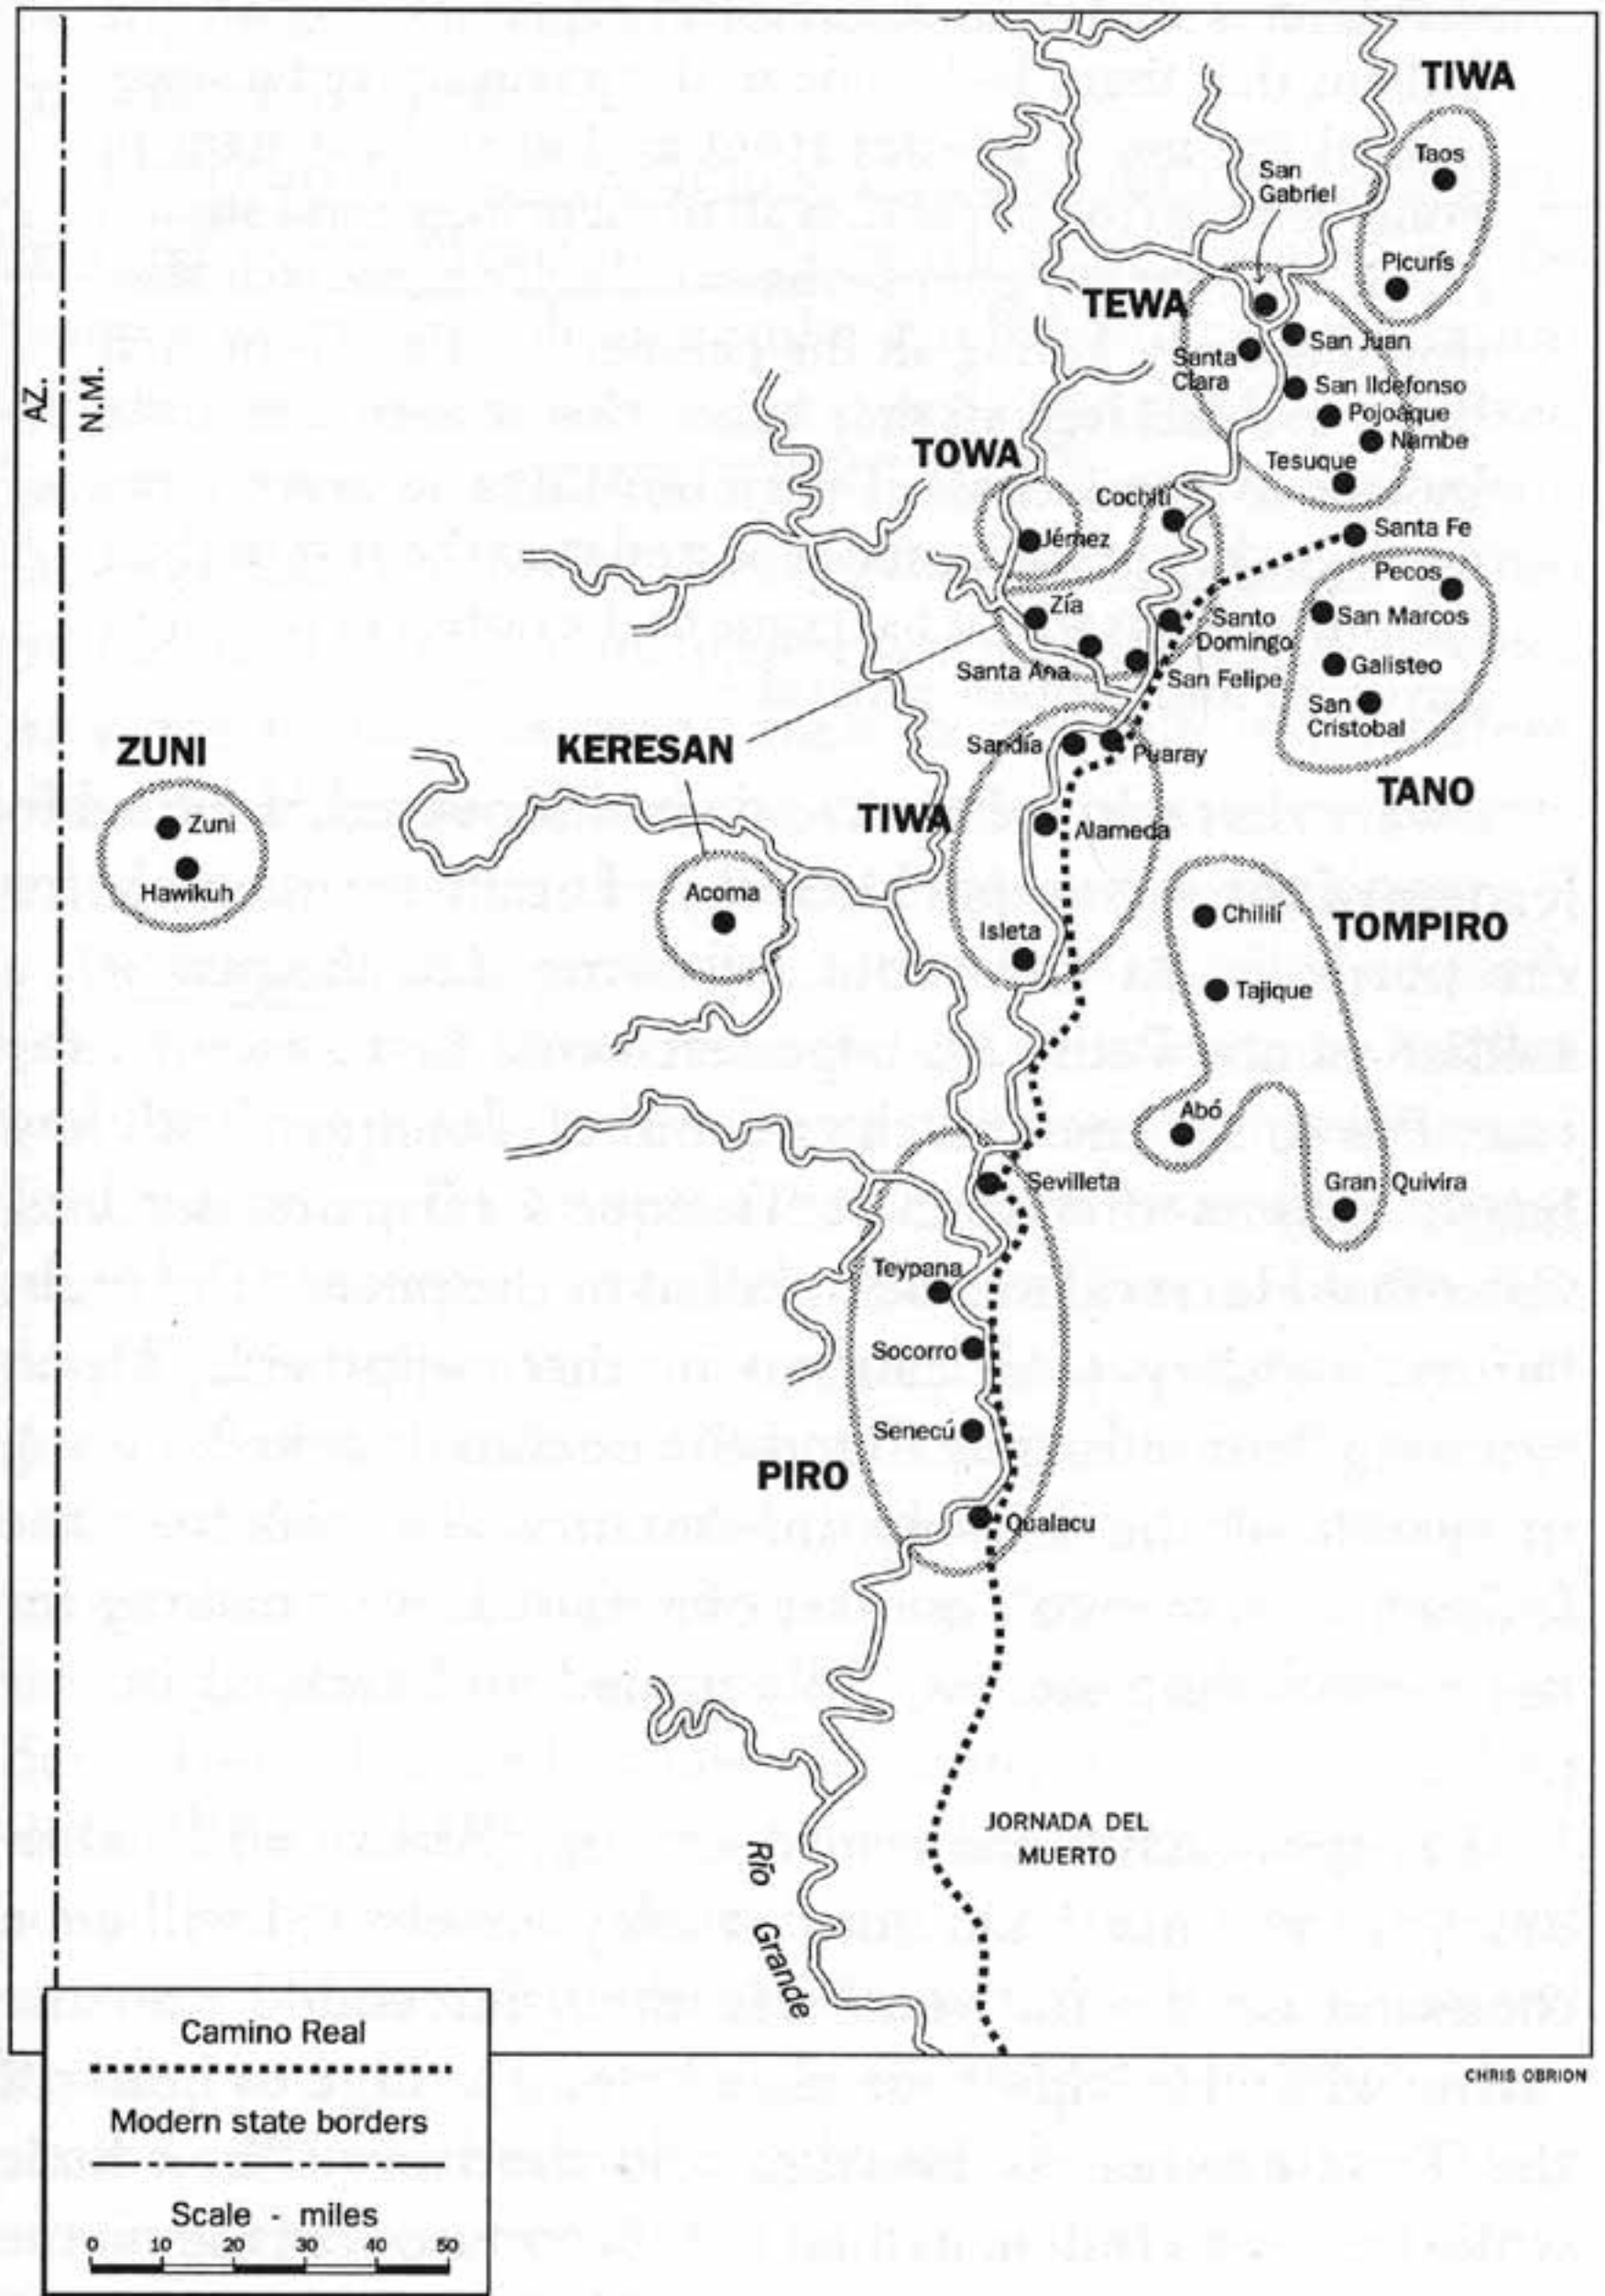 TIWA
Taos
San
Gabriel
Picurís
TEWA
San Juan
Santa
Clara
San Ildefonso
Pojoaque
Nambe
Tesuque
AZ.
N.M.
TOWA
Cochiti
Jémez
Santa Fe
Pecos
Zía
Santo
Domingo
San Marcos
Santa Ana
San Felipe
Galisteo
San
Cristobal
ZUNI
KERESAN
Sandía
Puaray
TANO
TIWA
Zuni
Alameda
Hawikuh
Acoma
Isleta
Chililí
TOMPIRO
Tajique
Abó
Sevilleta
Gran Quivira
Teypana
Socorro
Senecú
PIRO
Qualacu
JORNADA DEL
MUERTO
Río
Grande
CHRIS OBRION
Camino Real
Modern state borders
Scale - miles
0 10 20 30 40 50